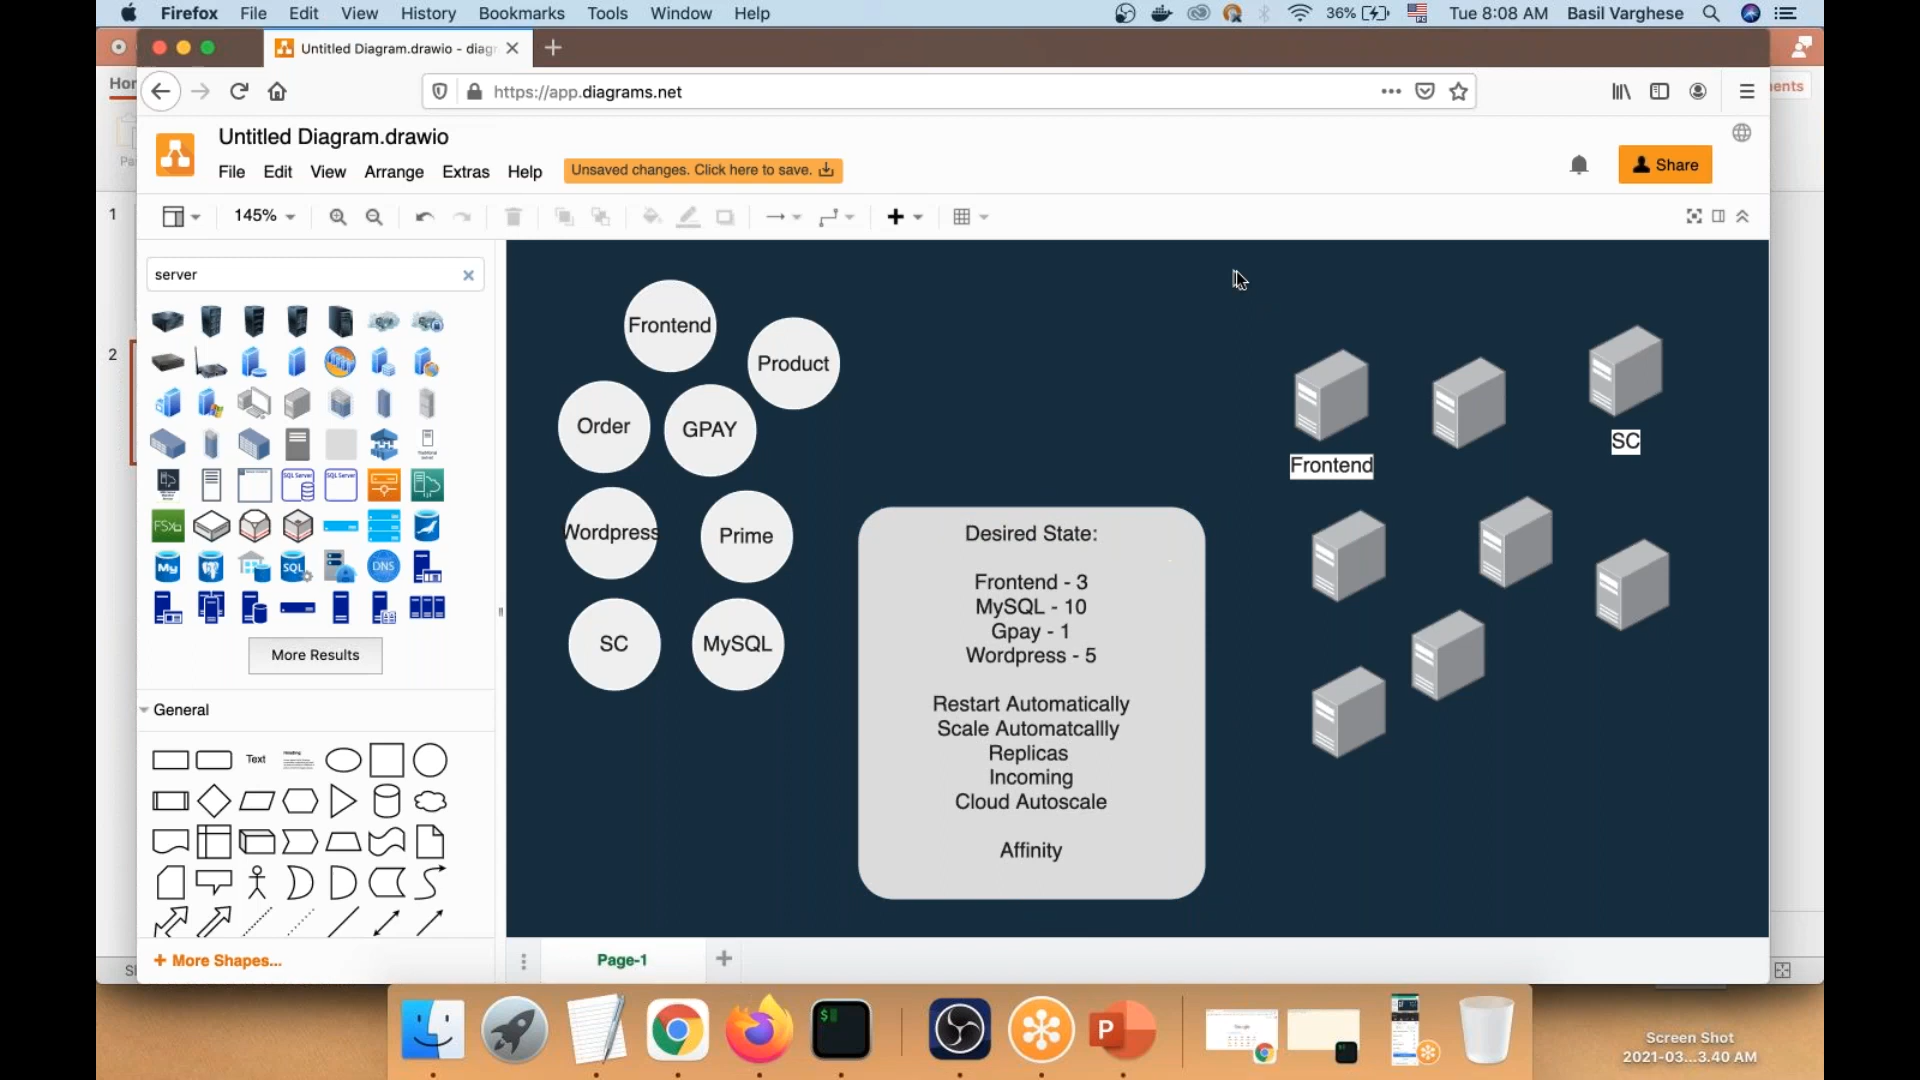 Firefox File Edit View History Bookmarks Tools Window Help
36% Tue 8:08 AM Basil Varghese
Untitled Diagram.drawio - diag
https://app.diagrams.net
Untitled Diagram.drawio
File Edit View Arrange Extras Help
Unsaved changes. Click here to save.
Share
145%
1
2
server
More Results
General
Text
More Shapes...
Frontend
Product
Order
GPAY
Wordpress
Prime
SC
MySQL
Desired State:
Frontend - 3
MySQL - 10
Gpay - 1
Wordpress - 5
Restart Automatically
Scale Automatcallly
Replicas
Incoming
Cloud Autoscale
Affinity
Frontend
SC
Page-1
Screen Shot
2021-03...3.40 AM